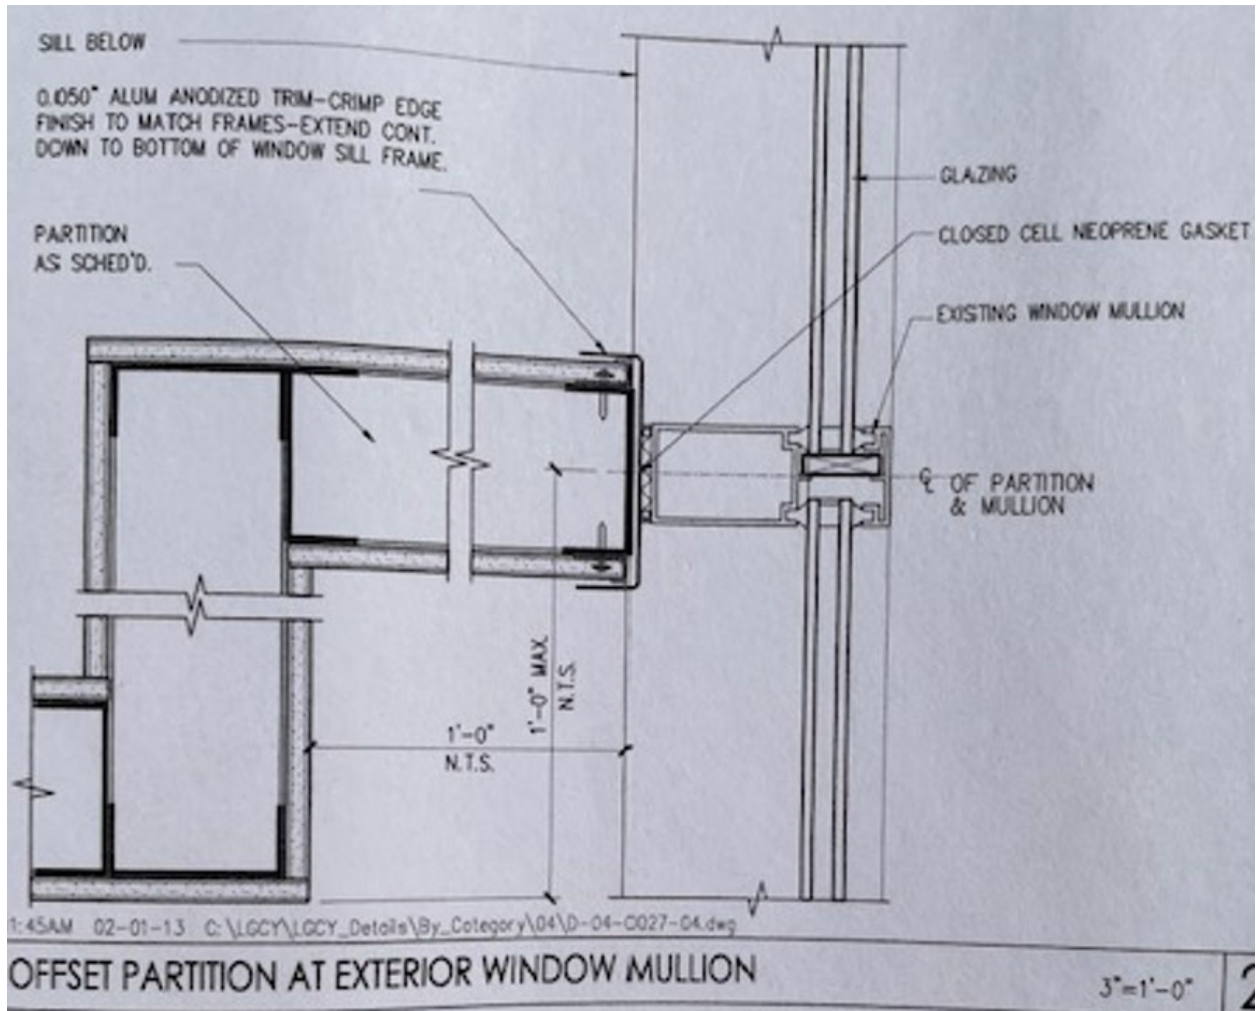 SILL BELOW
0.1050" ALUM ANODIZED TRIM-CRIMP EDGE
FINISH TO MATCH FRAMES-EXTEND CONT.
DOWN TO BOTTOM OF WINDOW SILL FRAME.
PARTITION
AS SCHED'D.
GLAZING
CLOSED CELL NEOPRENE GASKET
EXISTING WINDOW MULLION
℄ OF PARTITION
& MULLION
1'-0" MAX.
N.T.S.
1'-0"
N.T.S.
1:45AM 02-01-13 C:\LGCY\LGCY_Details\By_Category\04\D-04-C027-04.dwg
OFFSET PARTITION AT EXTERIOR WINDOW MULLION
3"=1'-0"
2